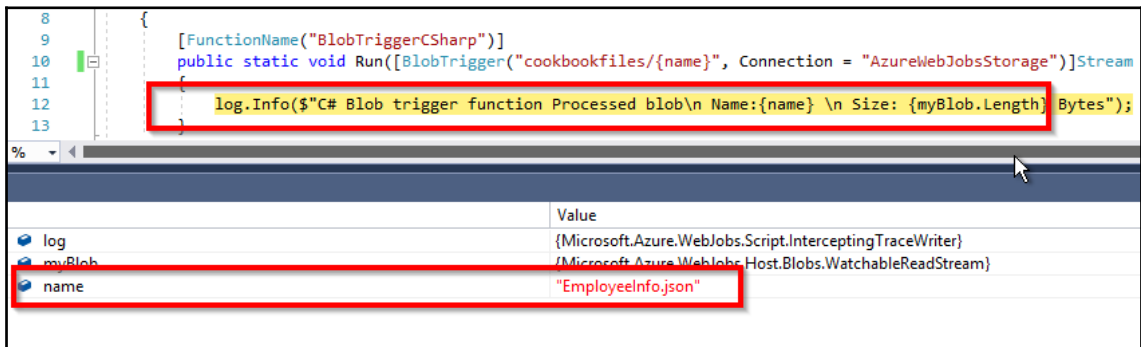 8 {
9 [FunctionName("BlobTriggerCSharp")]
10 public static void Run([BlobTrigger("cookbookfiles/{name}", Connection = "AzureWebJobsStorage")]Stream
11 {
12 log.Info($"C# Blob trigger function Processed blob\n Name:{name} \n Size: {myBlob.Length} Bytes");
13 }
%
Value
log {Microsoft.Azure.WebJobs.Script.InterceptingTraceWriter}
myBlob {Microsoft.Azure.WebJobs.Host.Blobs.WatchableReadStream}
name "EmployeeInfo.json"